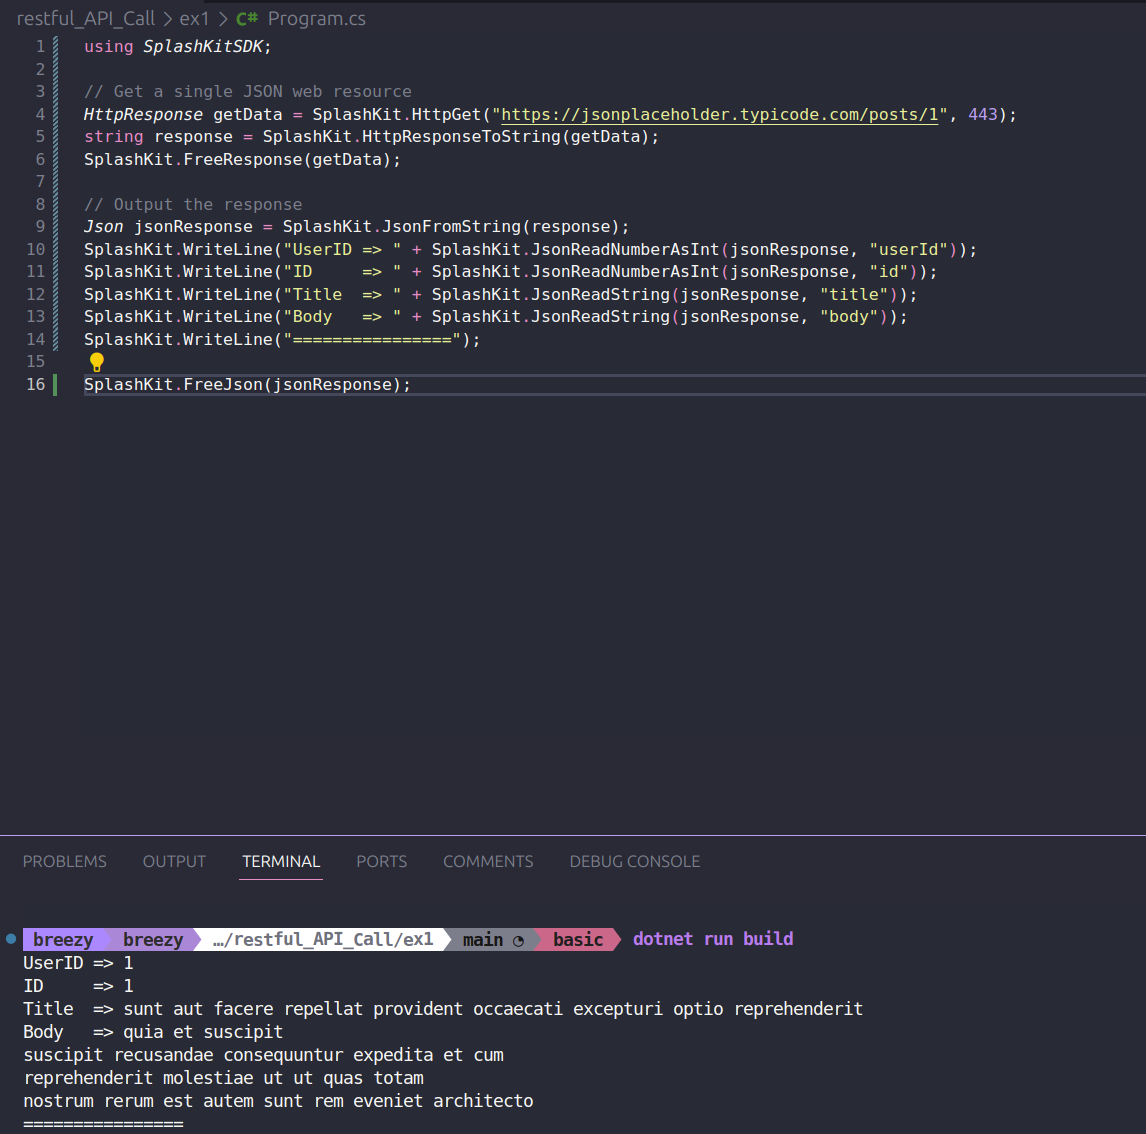 restful_API_Call > ex1 > C# Program.cs
1 using SplashKitSDK;
2
3 // Get a single JSON web resource
4 HttpResponse getData = SplashKit.HttpGet("https://jsonplaceholder.typicode.com/posts/1", 443);
5 string response = SplashKit.HttpResponseToString(getData);
6 SplashKit.FreeResponse(getData);
7
8 // Output the response
9 Json jsonResponse = SplashKit.JsonFromString(response);
10 SplashKit.WriteLine("UserID => " + SplashKit.JsonReadNumberAsInt(jsonResponse, "userId"));
11 SplashKit.WriteLine("ID     => " + SplashKit.JsonReadNumberAsInt(jsonResponse, "id"));
12 SplashKit.WriteLine("Title  => " + SplashKit.JsonReadString(jsonResponse, "title"));
13 SplashKit.WriteLine("Body   => " + SplashKit.JsonReadString(jsonResponse, "body"));
14 SplashKit.WriteLine("================");
15
16 SplashKit.FreeJson(jsonResponse);
PROBLEMS OUTPUT TERMINAL PORTS COMMENTS DEBUG CONSOLE
breezy breezy …/restful_API_Call/ex1 main basic dotnet run build
UserID => 1
ID     => 1
Title  => sunt aut facere repellat provident occaecati excepturi optio reprehenderit
Body   => quia et suscipit
suscipit recusandae consequuntur expedita et cum
reprehenderit molestiae ut ut quas totam
nostrum rerum est autem sunt rem eveniet architecto
================